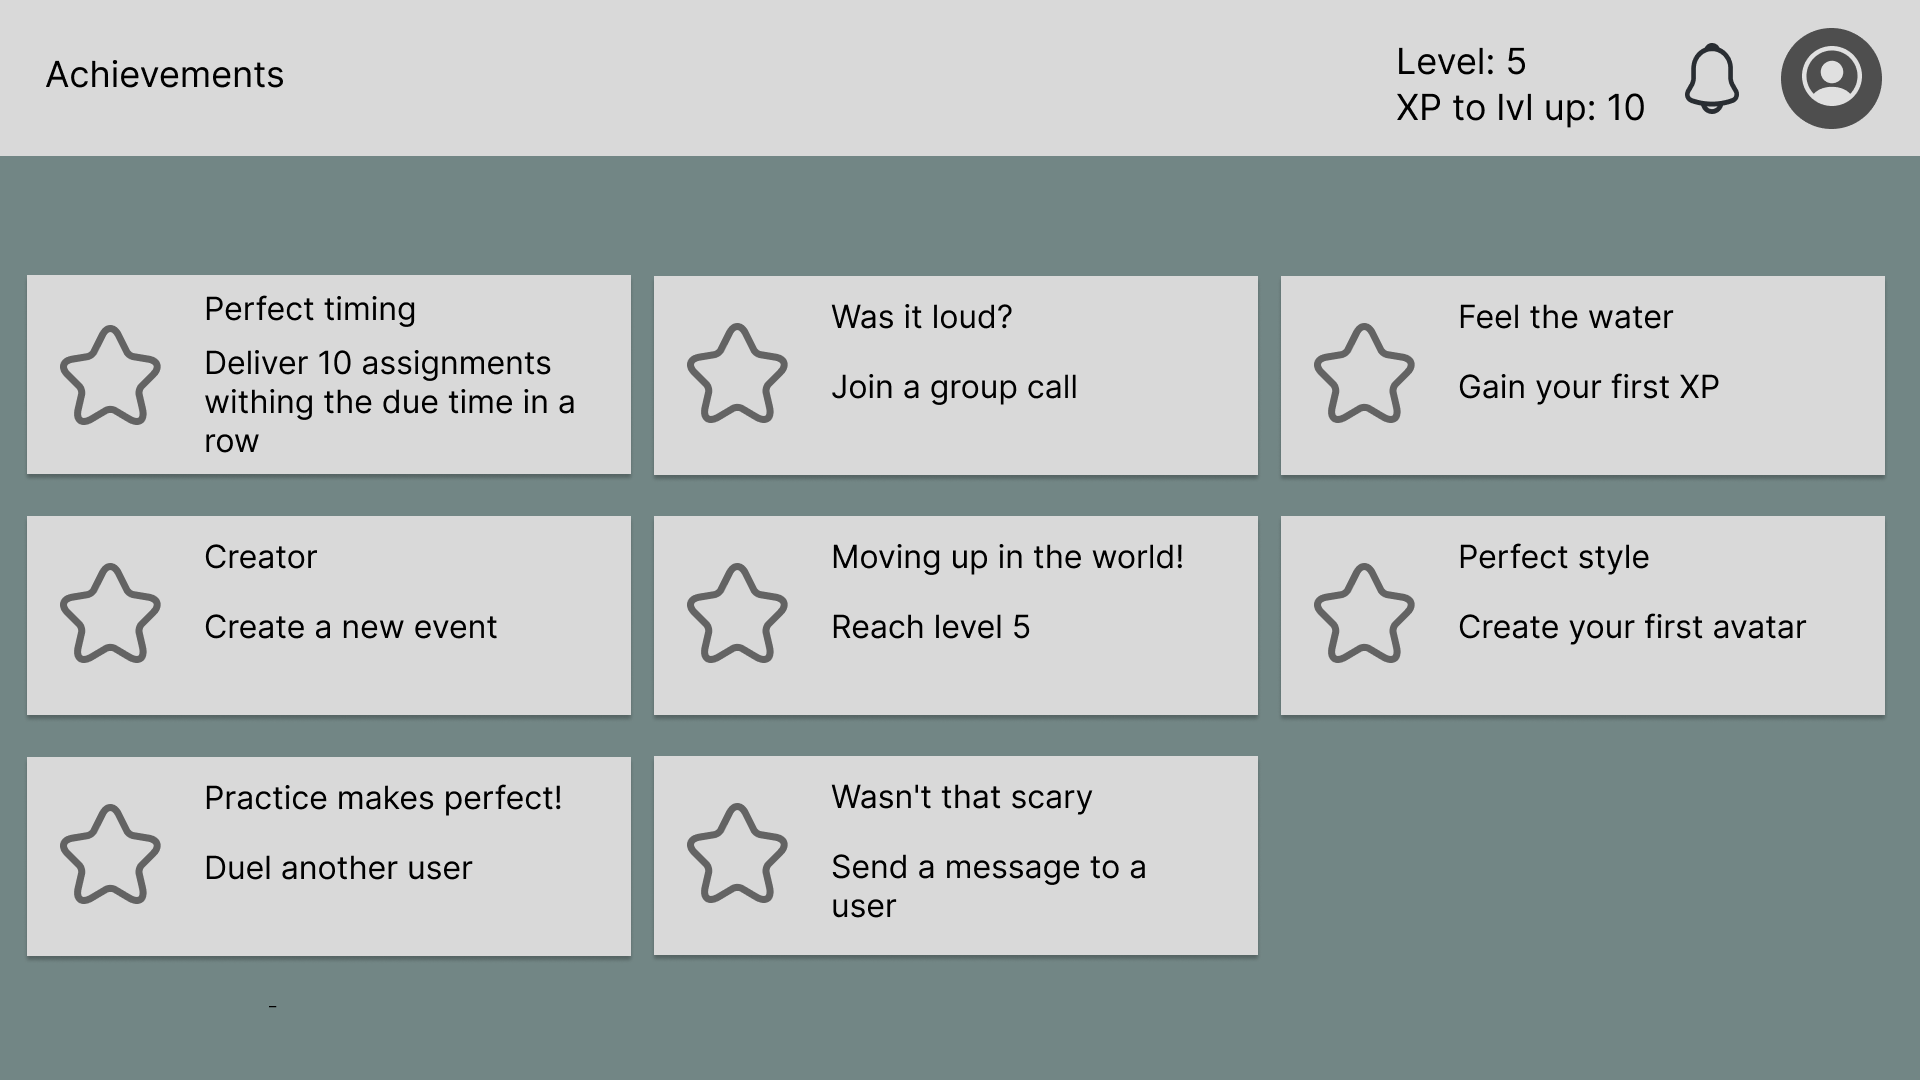 Achievements
Level: 5
XP to lvl up: 10
Perfect timing
Deliver 10 assignments
withing the due time in a
row
Was it loud?
Join a group call
Feel the water
Gain your first XP
Creator
Create a new event
Moving up in the world!
Reach level 5
Perfect style
Create your first avatar
Practice makes perfect!
Duel another user
Wasn't that scary
Send a message to a
user
-